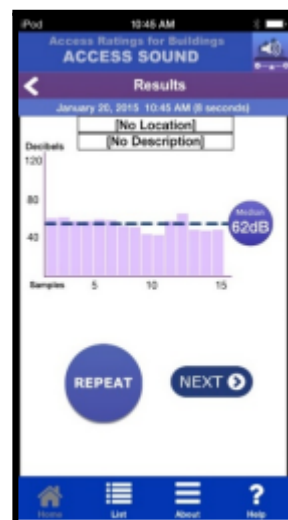 iPod 10:45 AM
Access Ratings for Buildings
ACCESS SOUND
Results
January 20, 2015 10:45 AM (8 seconds)
[No Location]
[No Description]
Decibels
120
80
40
Median
62dB
Samples 5 10 15
REPEAT NEXT
Home List About Help